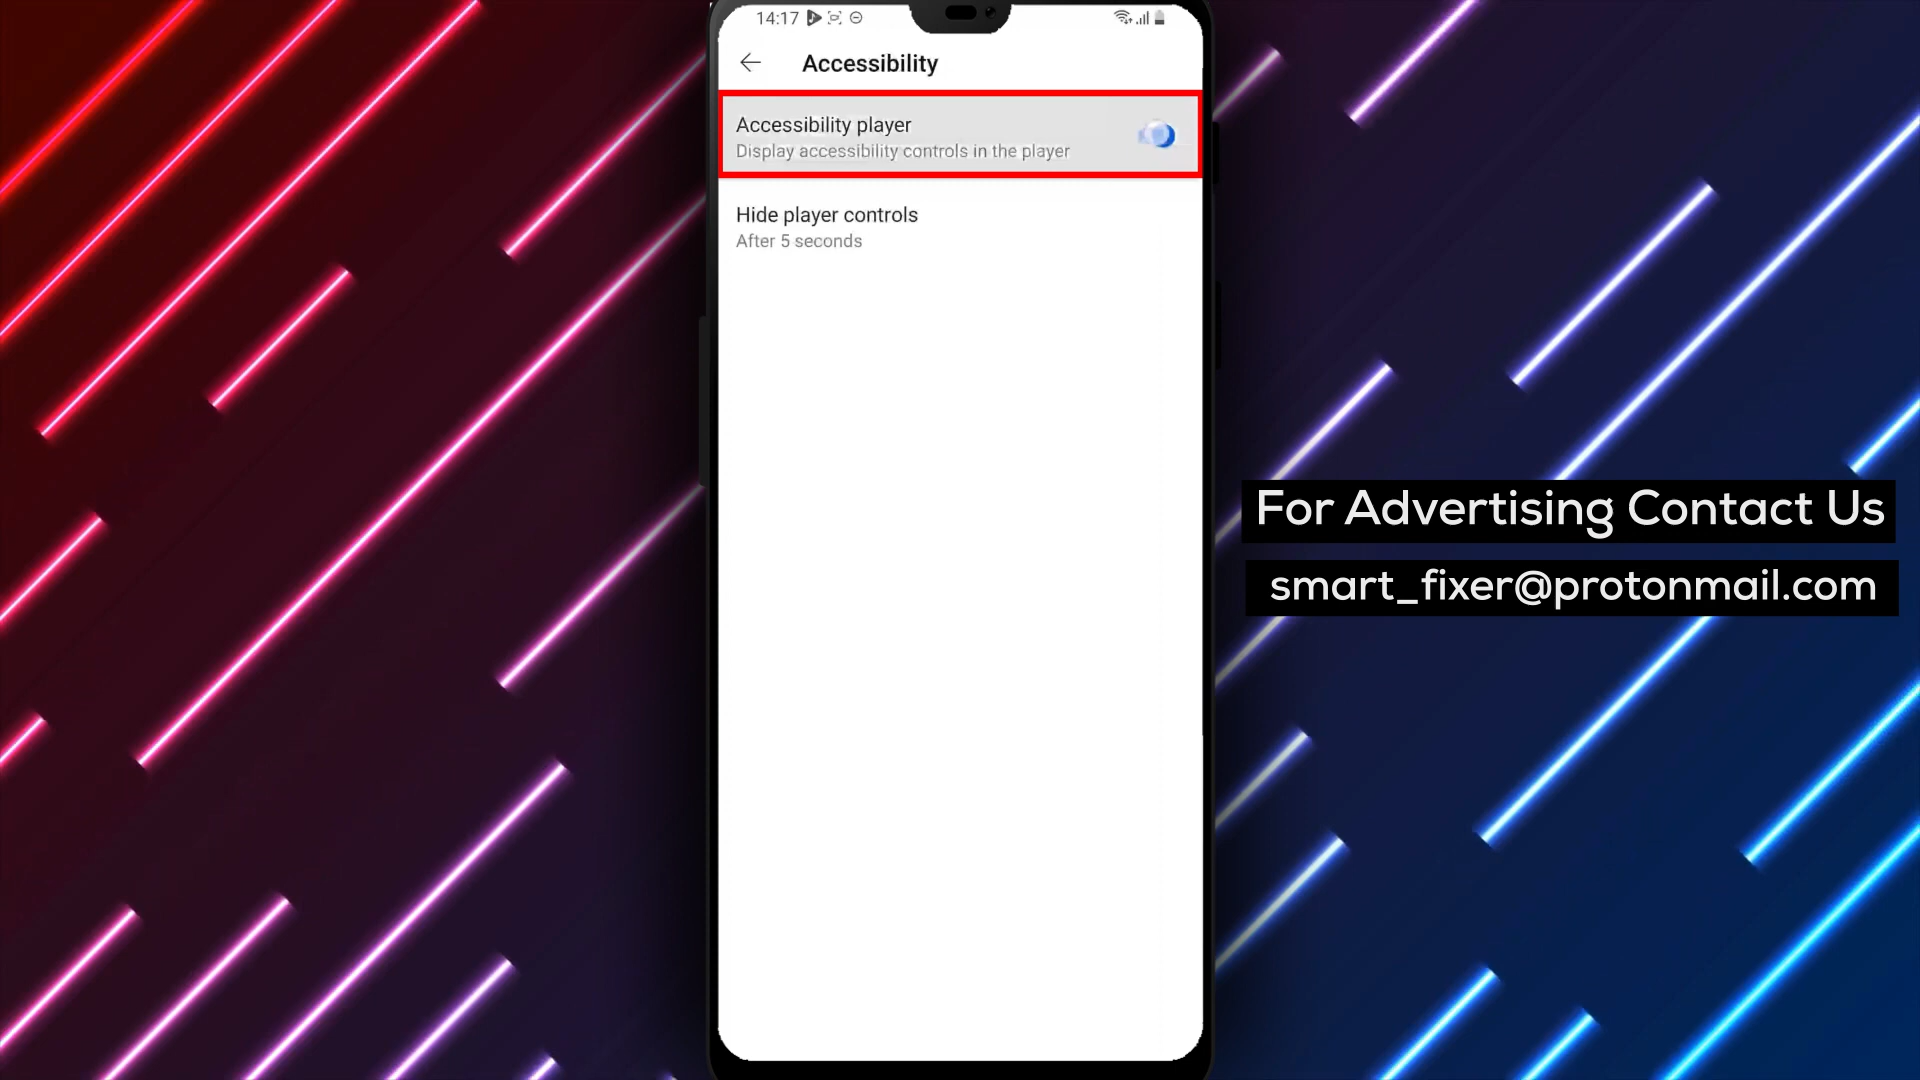 14:17
Accessibility
Accessibility player
Display accessibility controls in the player
Hide player controls
After 5 seconds
For Advertising Contact Us
smart_fixer@protonmail.com